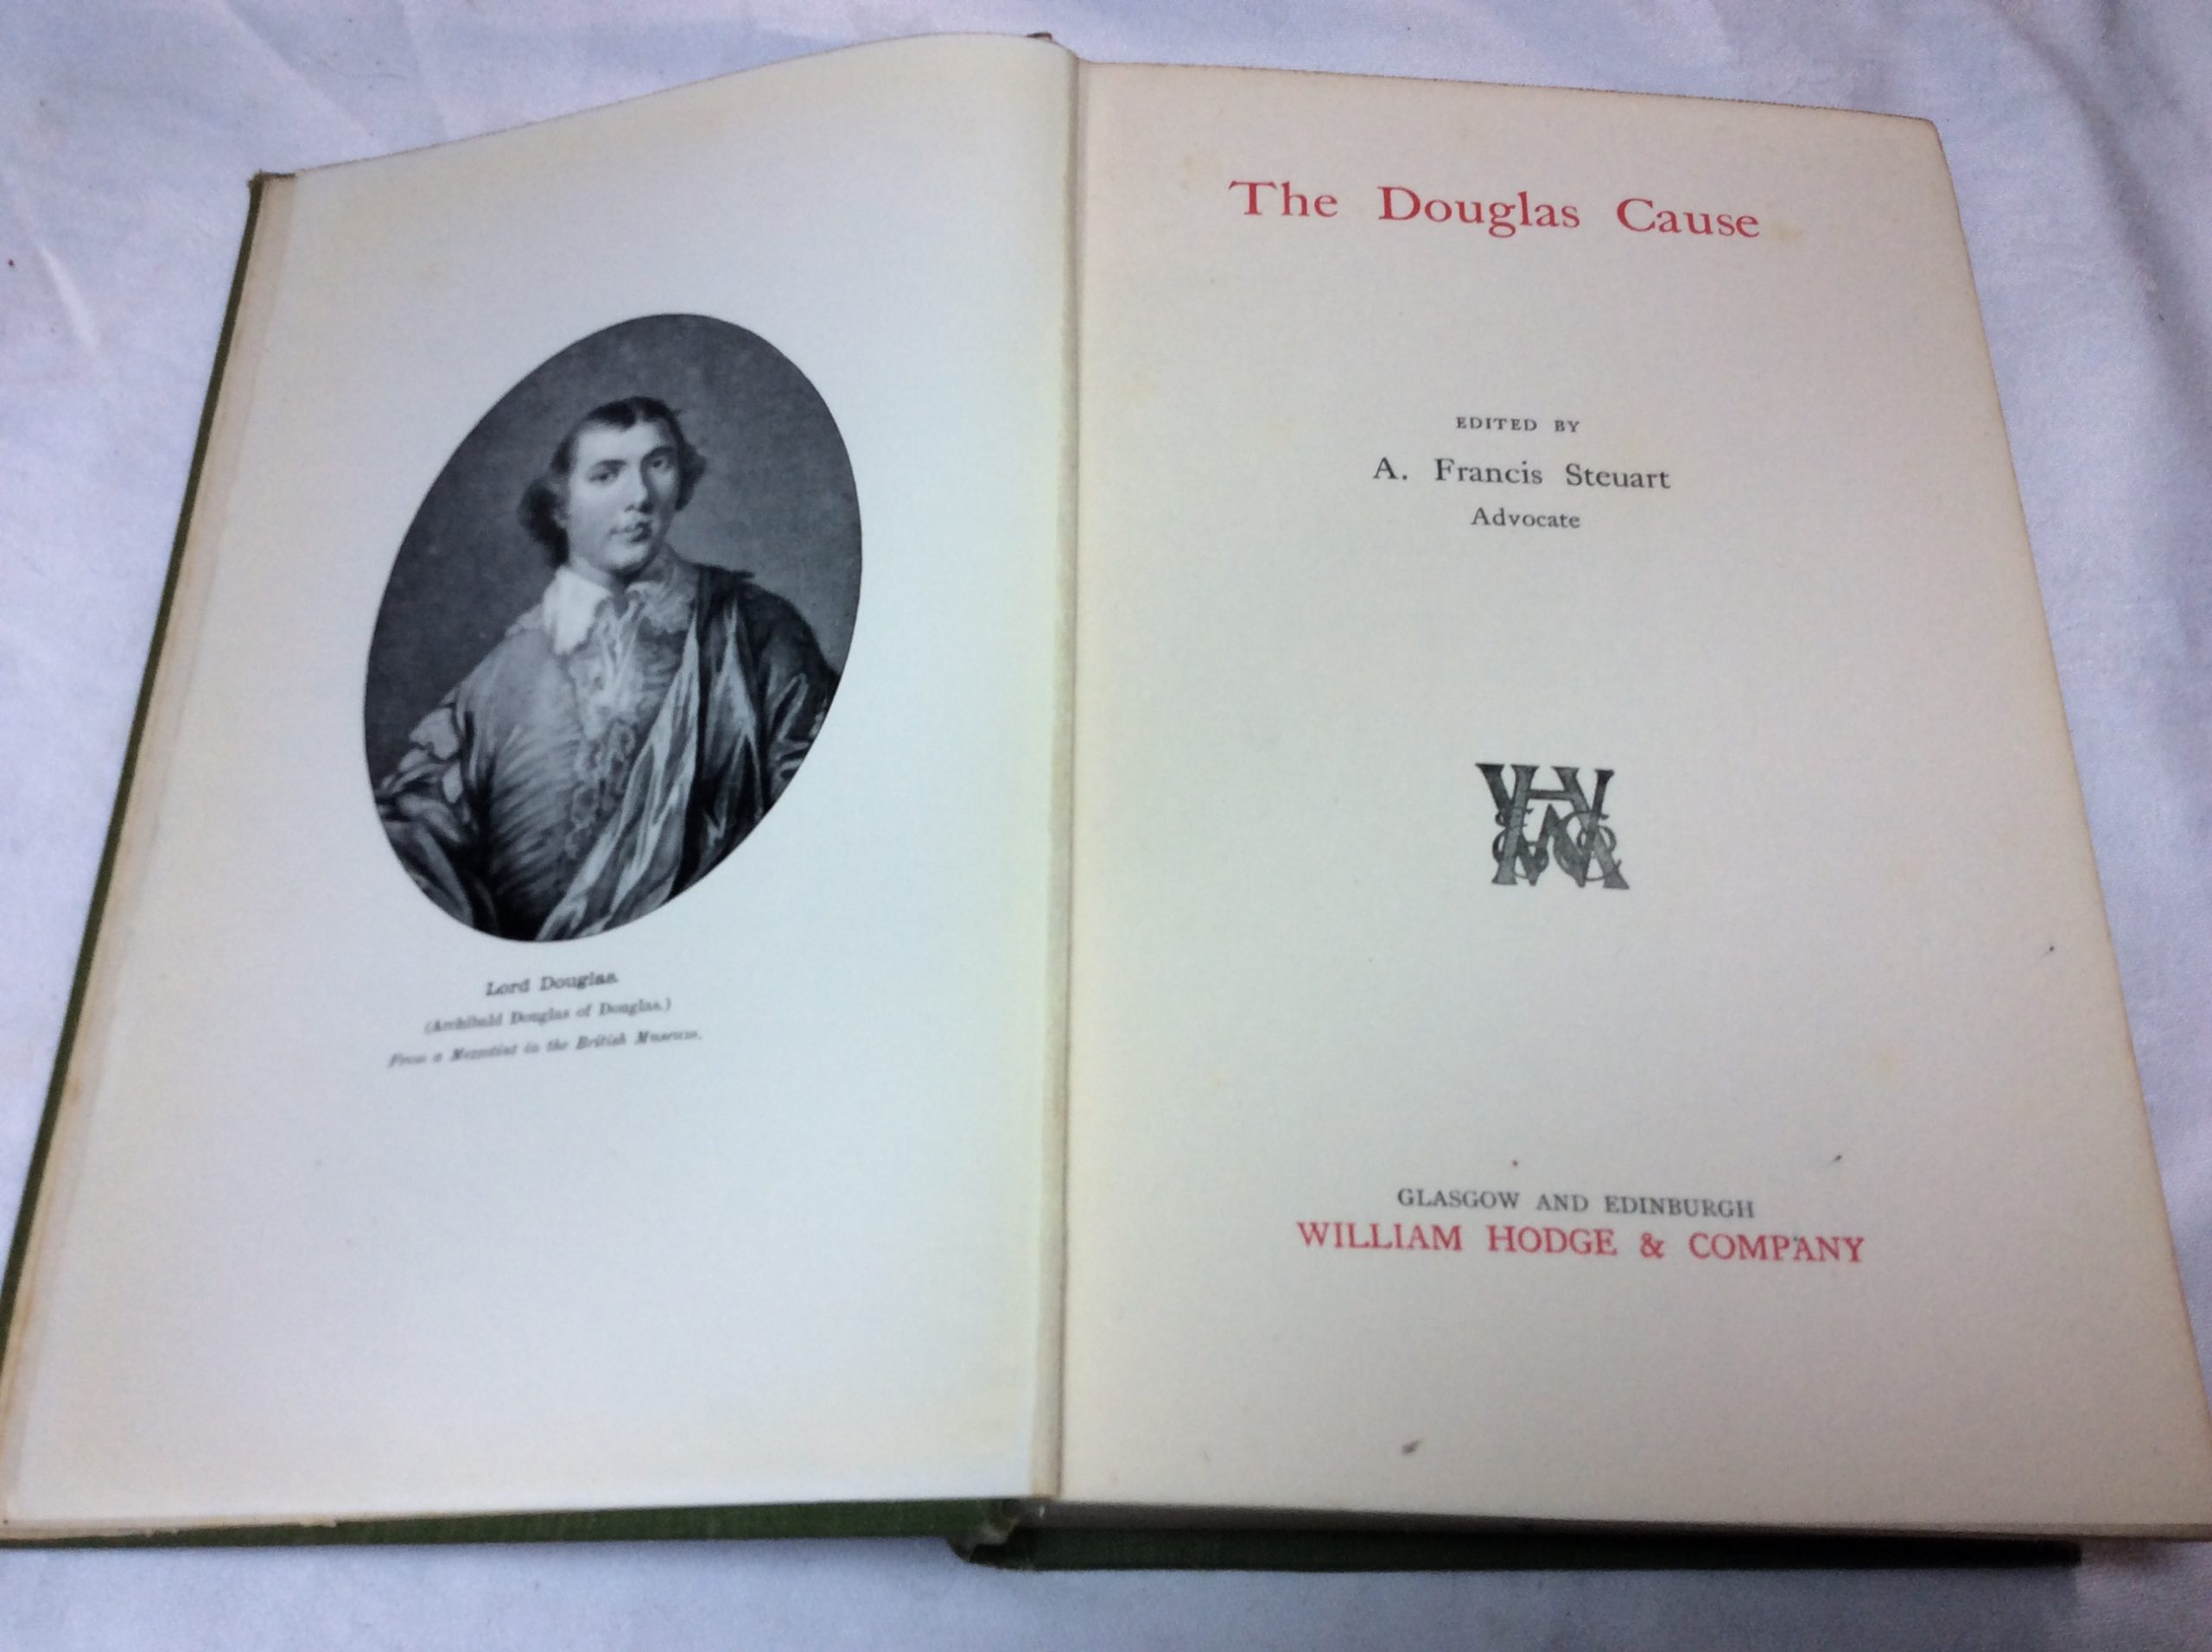 Lord Douglas.
(Archibald Douglas of Douglas.)
From a Mezzotint in the British Museum.
The Douglas Cause
EDITED BY
A. Francis Steuart
Advocate
GLASGOW AND EDINBURGH
WILLIAM HODGE & COMPANY